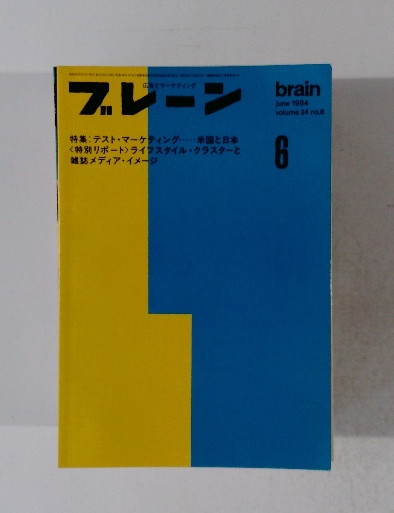 広告とマーケティング
ブレーン
brain
june 1984
volume 24 no.6
6
特集:テスト・マーケティング……米国と日本
〈特別リポート〉ライフスタイル・クラスターと
雑誌メディア・イメージ